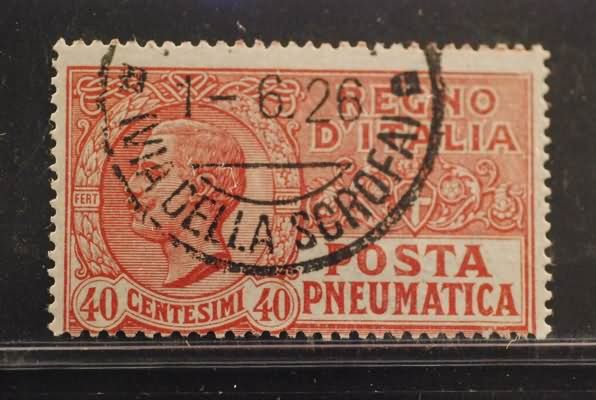 REGNO
D'ITALIA
FERT
POSTA
PNEUMATICA
40 CENTESIMI 40
1-6.26
(VIA DELLA SCROFA)